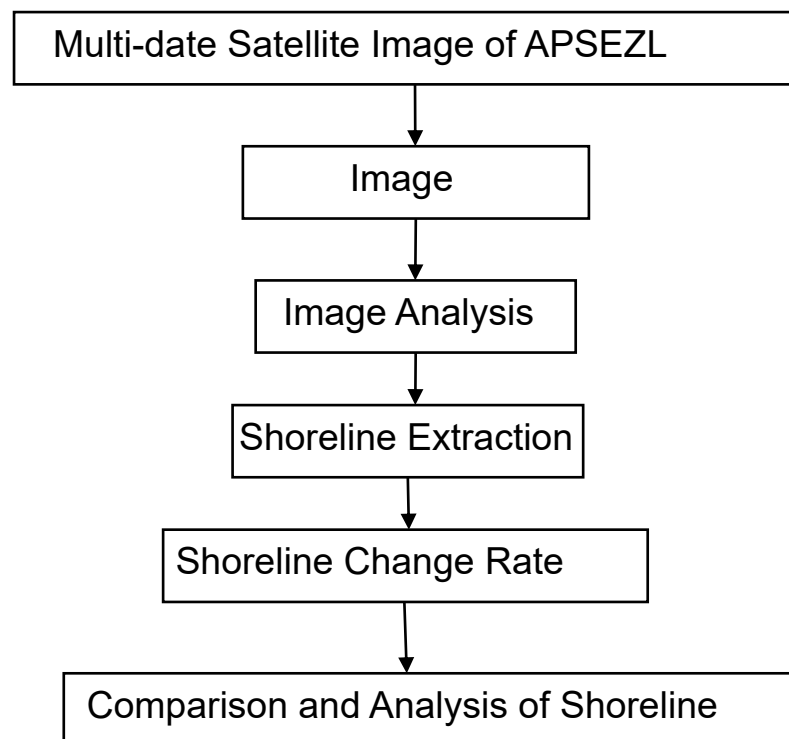 Multi-date Satellite Image of APSEZL
Image
Image Analysis
Shoreline Extraction
Shoreline Change Rate
Comparison and Analysis of Shoreline